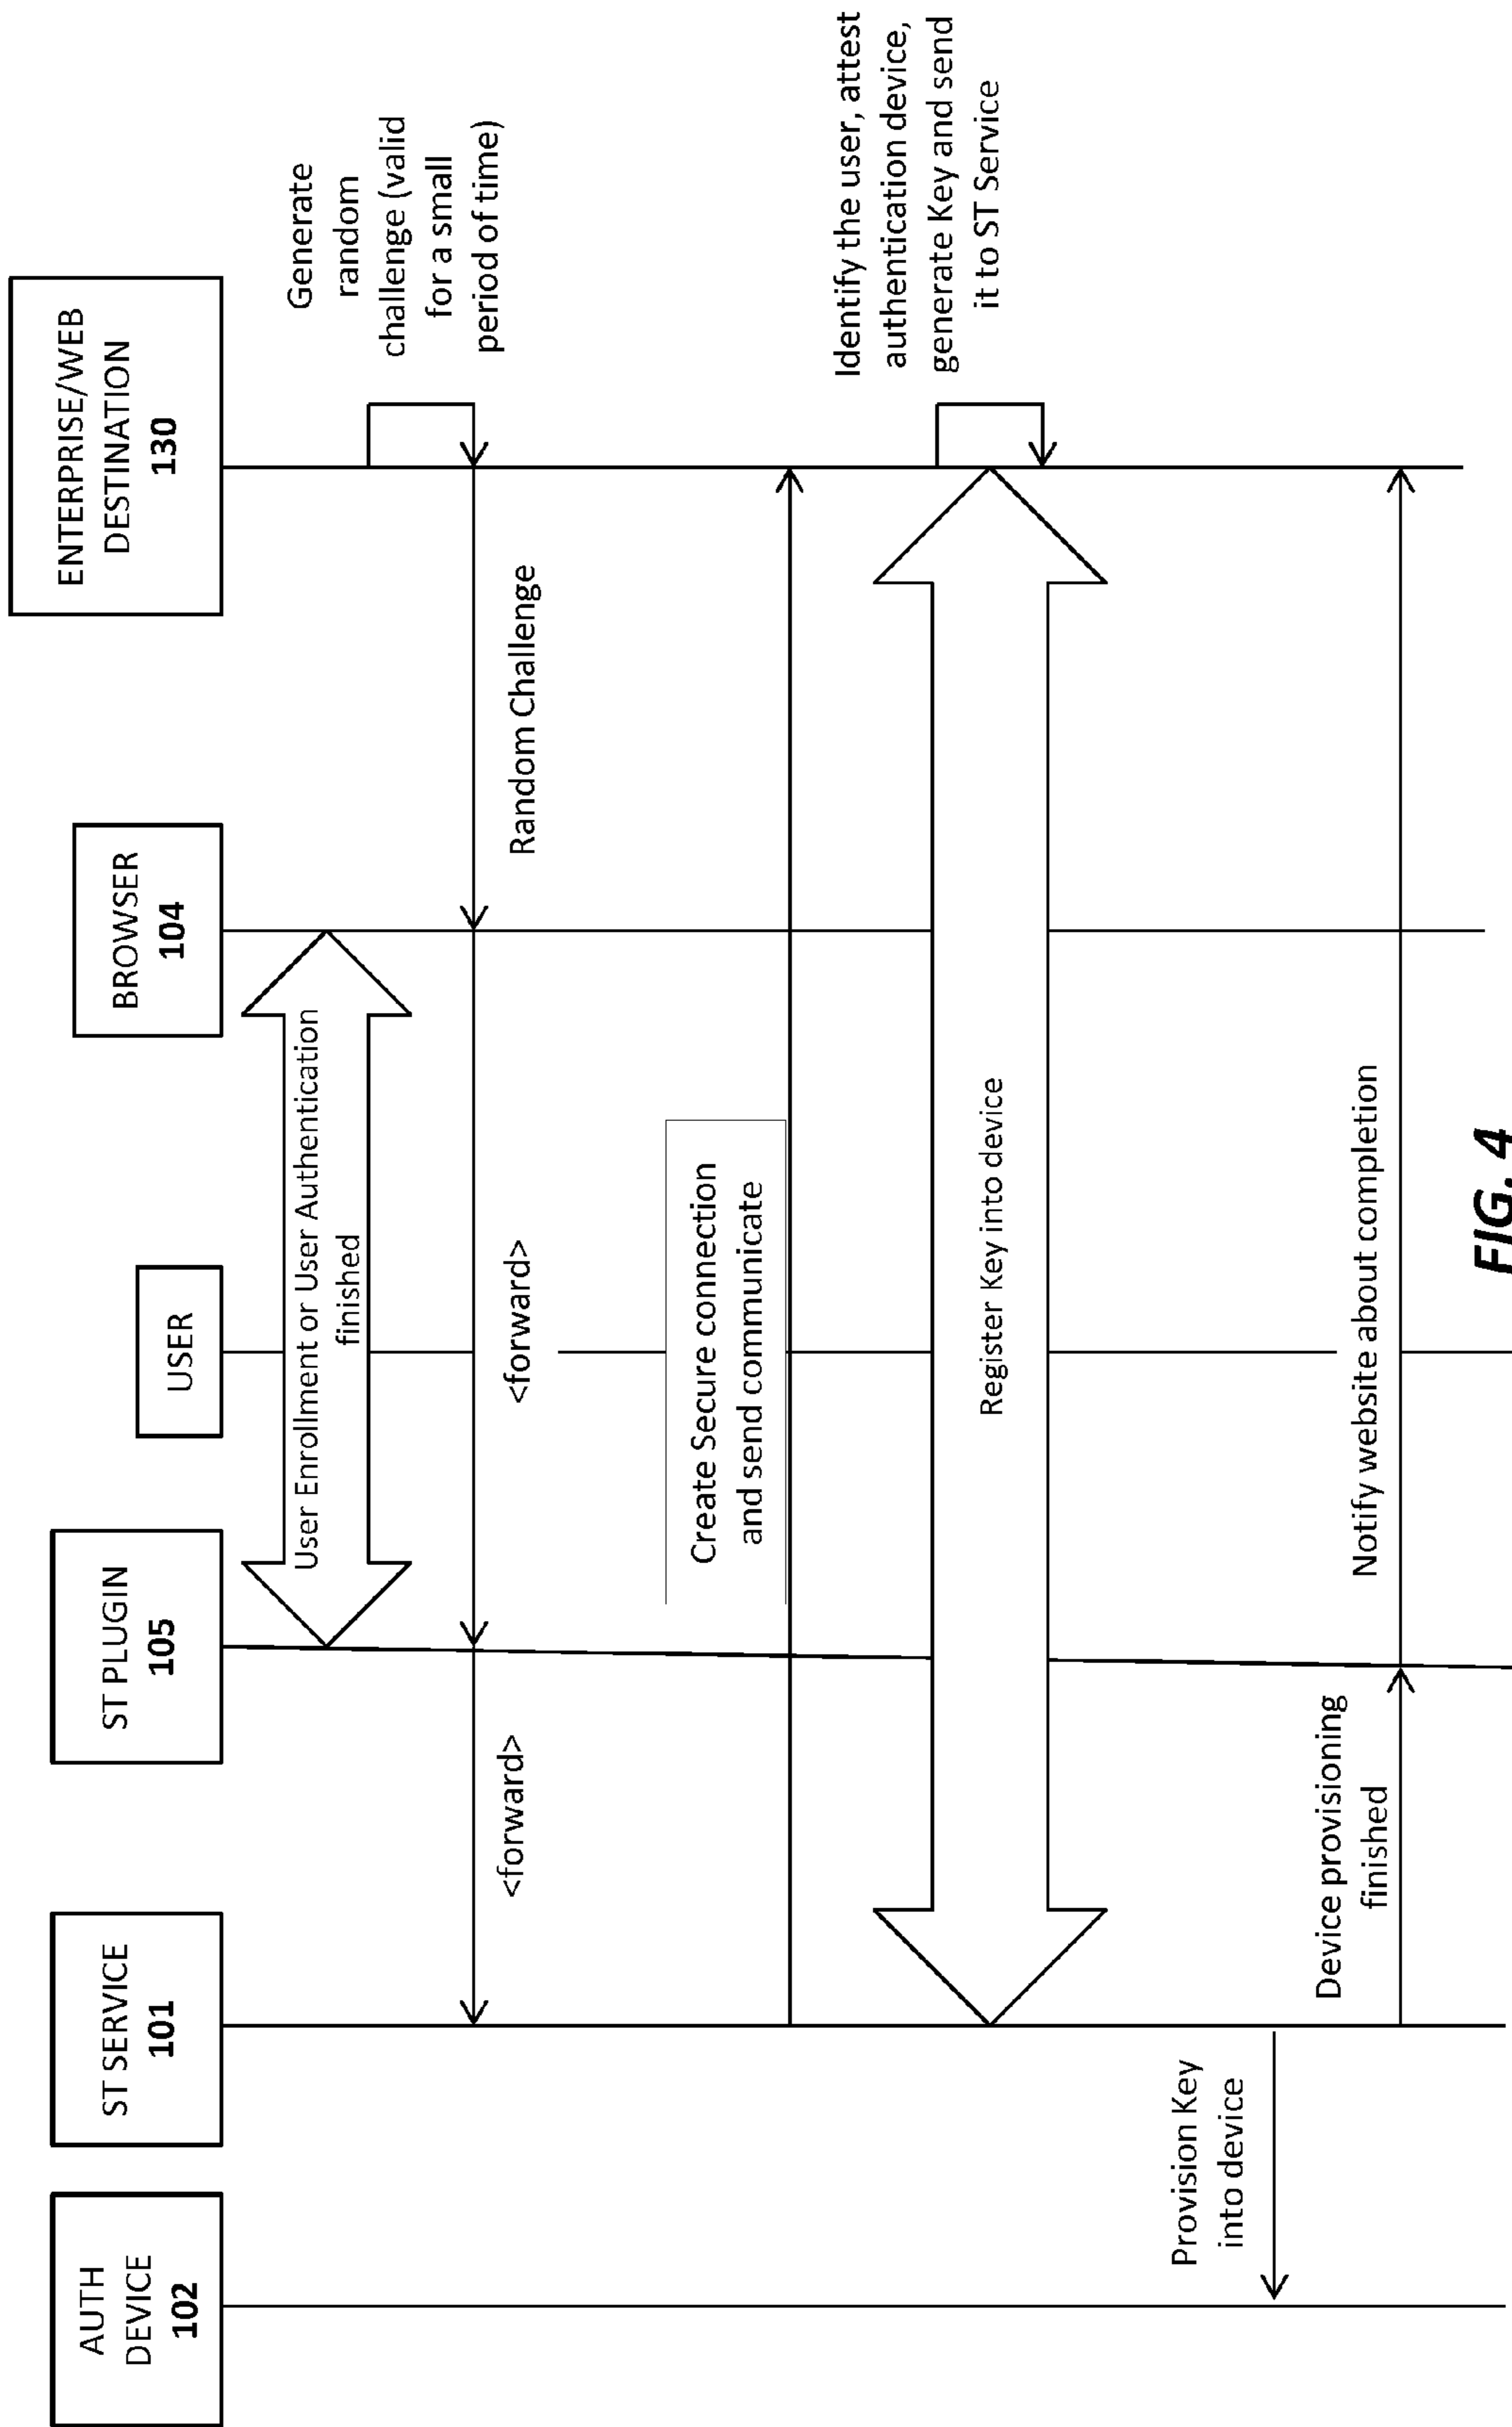 AUTH
DEVICE
102
ST SERVICE
101
ST PLUGIN
105
USER
BROWSER
104
ENTERPRISE/WEB
DESTINATION
130
User Enrollment or User Authentication
finished
Generate
random
challenge (valid
for a small
period of time)
<forward>
<forward>
Random Challenge
Create Secure connection
and send communicate
Identify the user, attest
authentication device,
generate Key and send
it to ST Service
Register Key into device
Provision Key
into device
Device provisioning
finished
Notify website about completion
FIG. 4